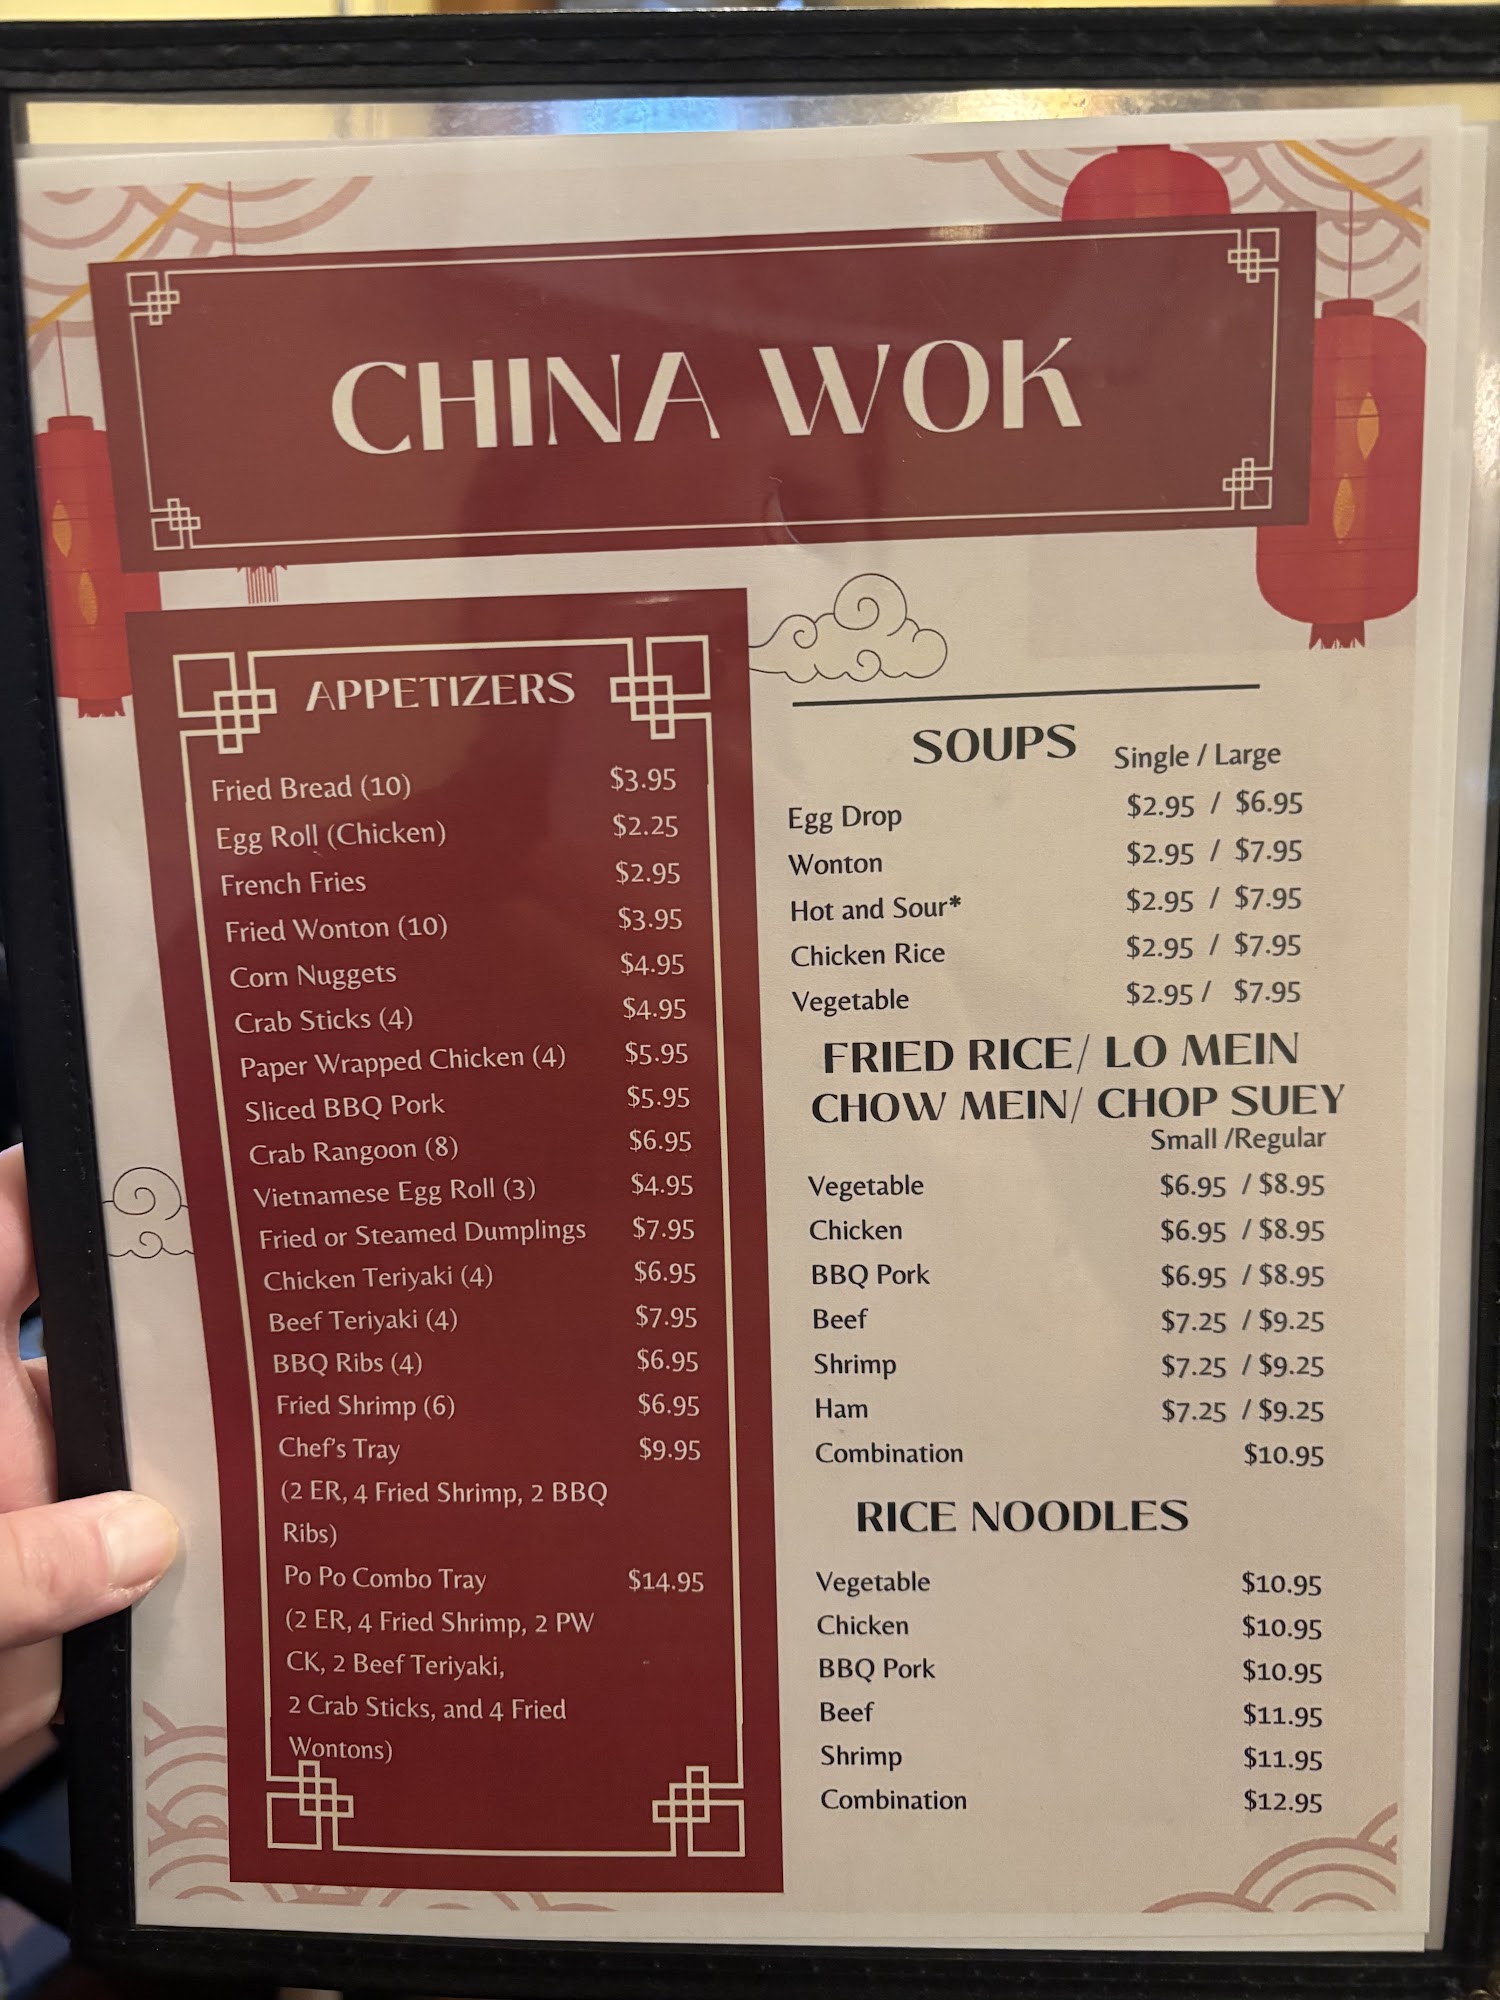 CHINA WOK
APPETIZERS
Fried Bread (10) $3.95
Egg Roll (Chicken) $2.25
French Fries $2.95
Fried Wonton (10) $3.95
Corn Nuggets $4.95
Crab Sticks (4) $4.95
Paper Wrapped Chicken (4) $5.95
Sliced BBQ Pork $5.95
Crab Rangoon (8) $6.95
Vietnamese Egg Roll (3) $4.95
Fried or Steamed Dumplings $7.95
Chicken Teriyaki (4) $6.95
Beef Teriyaki (4) $7.95
BBQ Ribs (4) $6.95
Fried Shrimp (6) $6.95
Chef's Tray $9.95
(2 ER, 4 Fried Shrimp, 2 BBQ
Ribs)
Po Po Combo Tray $14.95
(2 ER, 4 Fried Shrimp, 2 PW
CK, 2 Beef Teriyaki,
2 Crab Sticks, and 4 Fried
Wontons)
SOUPS Single / Large
Egg Drop $2.95 / $6.95
Wonton $2.95 / $7.95
Hot and Sour* $2.95 / $7.95
Chicken Rice $2.95 / $7.95
Vegetable $2.95 / $7.95
FRIED RICE/ LO MEIN
CHOW MEIN/ CHOP SUEY
Small /Regular
Vegetable $6.95 / $8.95
Chicken $6.95 / $8.95
BBQ Pork $6.95 / $8.95
Beef $7.25 / $9.25
Shrimp $7.25 / $9.25
Ham $7.25 / $9.25
Combination $10.95
RICE NOODLES
Vegetable $10.95
Chicken $10.95
BBQ Pork $10.95
Beef $11.95
Shrimp $11.95
Combination $12.95